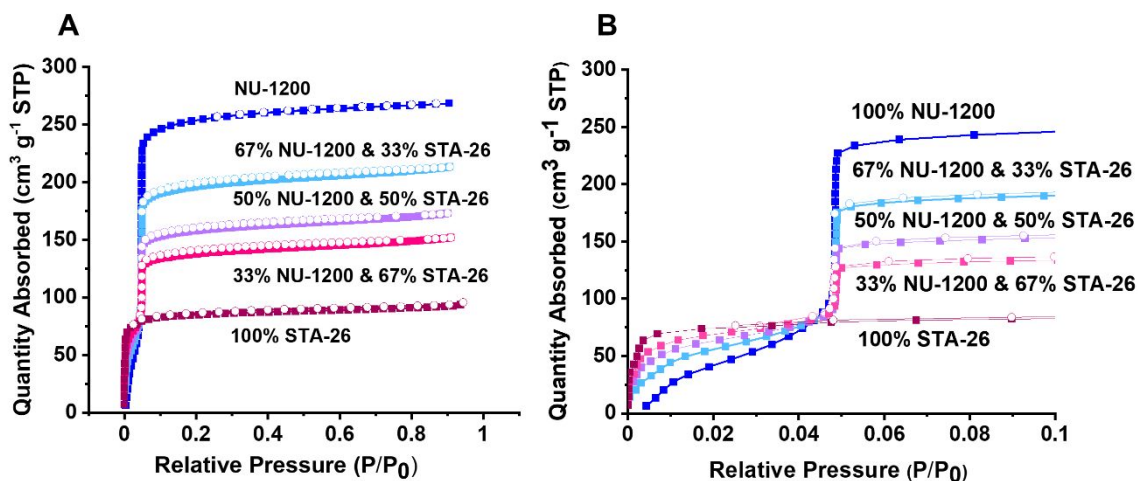 A
Quantity Absorbed (cm³ g⁻¹ STP)
300
250
200
150
100
50
0
NU-1200
67% NU-1200 & 33% STA-26
50% NU-1200 & 50% STA-26
33% NU-1200 & 67% STA-26
100% STA-26
0
0.2
0.4
0.6
0.8
1
Relative Pressure (P/P₀)
B
Quantity Absorbed (cm³ g⁻¹ STP)
300
250
200
150
100
50
0
100% NU-1200
67% NU-1200 & 33% STA-26
50% NU-1200 & 50% STA-26
33% NU-1200 & 67% STA-26
100% STA-26
0
0.02
0.04
0.06
0.08
0.1
Relative Pressure (P/P₀)